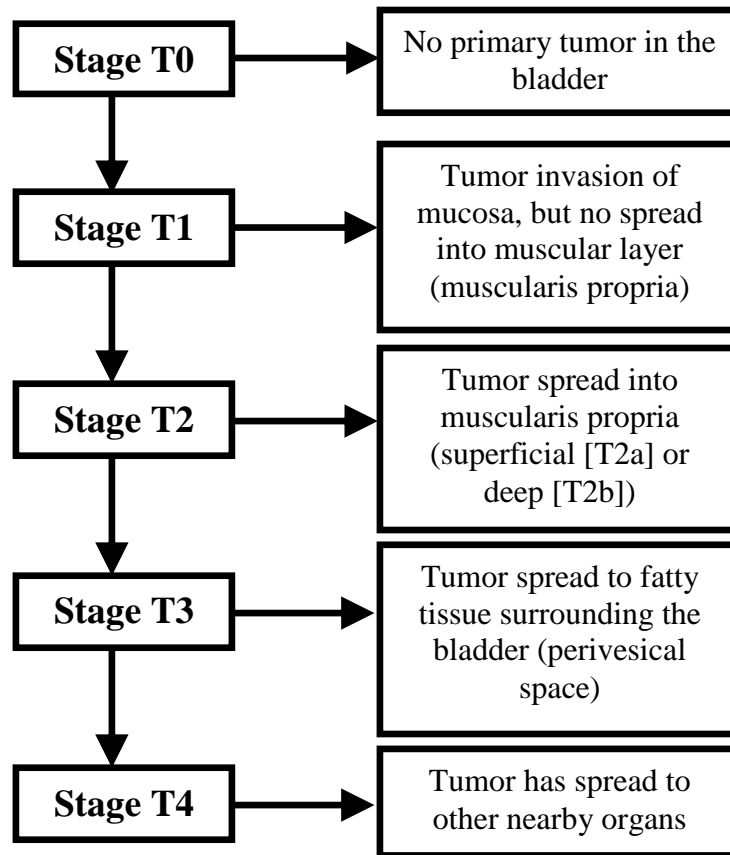 Stage T0
No primary tumor in the
bladder
Stage T1
Tumor invasion of
mucosa, but no spread
into muscular layer
(muscularis propria)
Stage T2
Tumor spread into
muscularis propria
(superficial [T2a] or
deep [T2b])
Stage T3
Tumor spread to fatty
tissue surrounding the
bladder (perivesical
space)
Stage T4
Tumor has spread to
other nearby organs